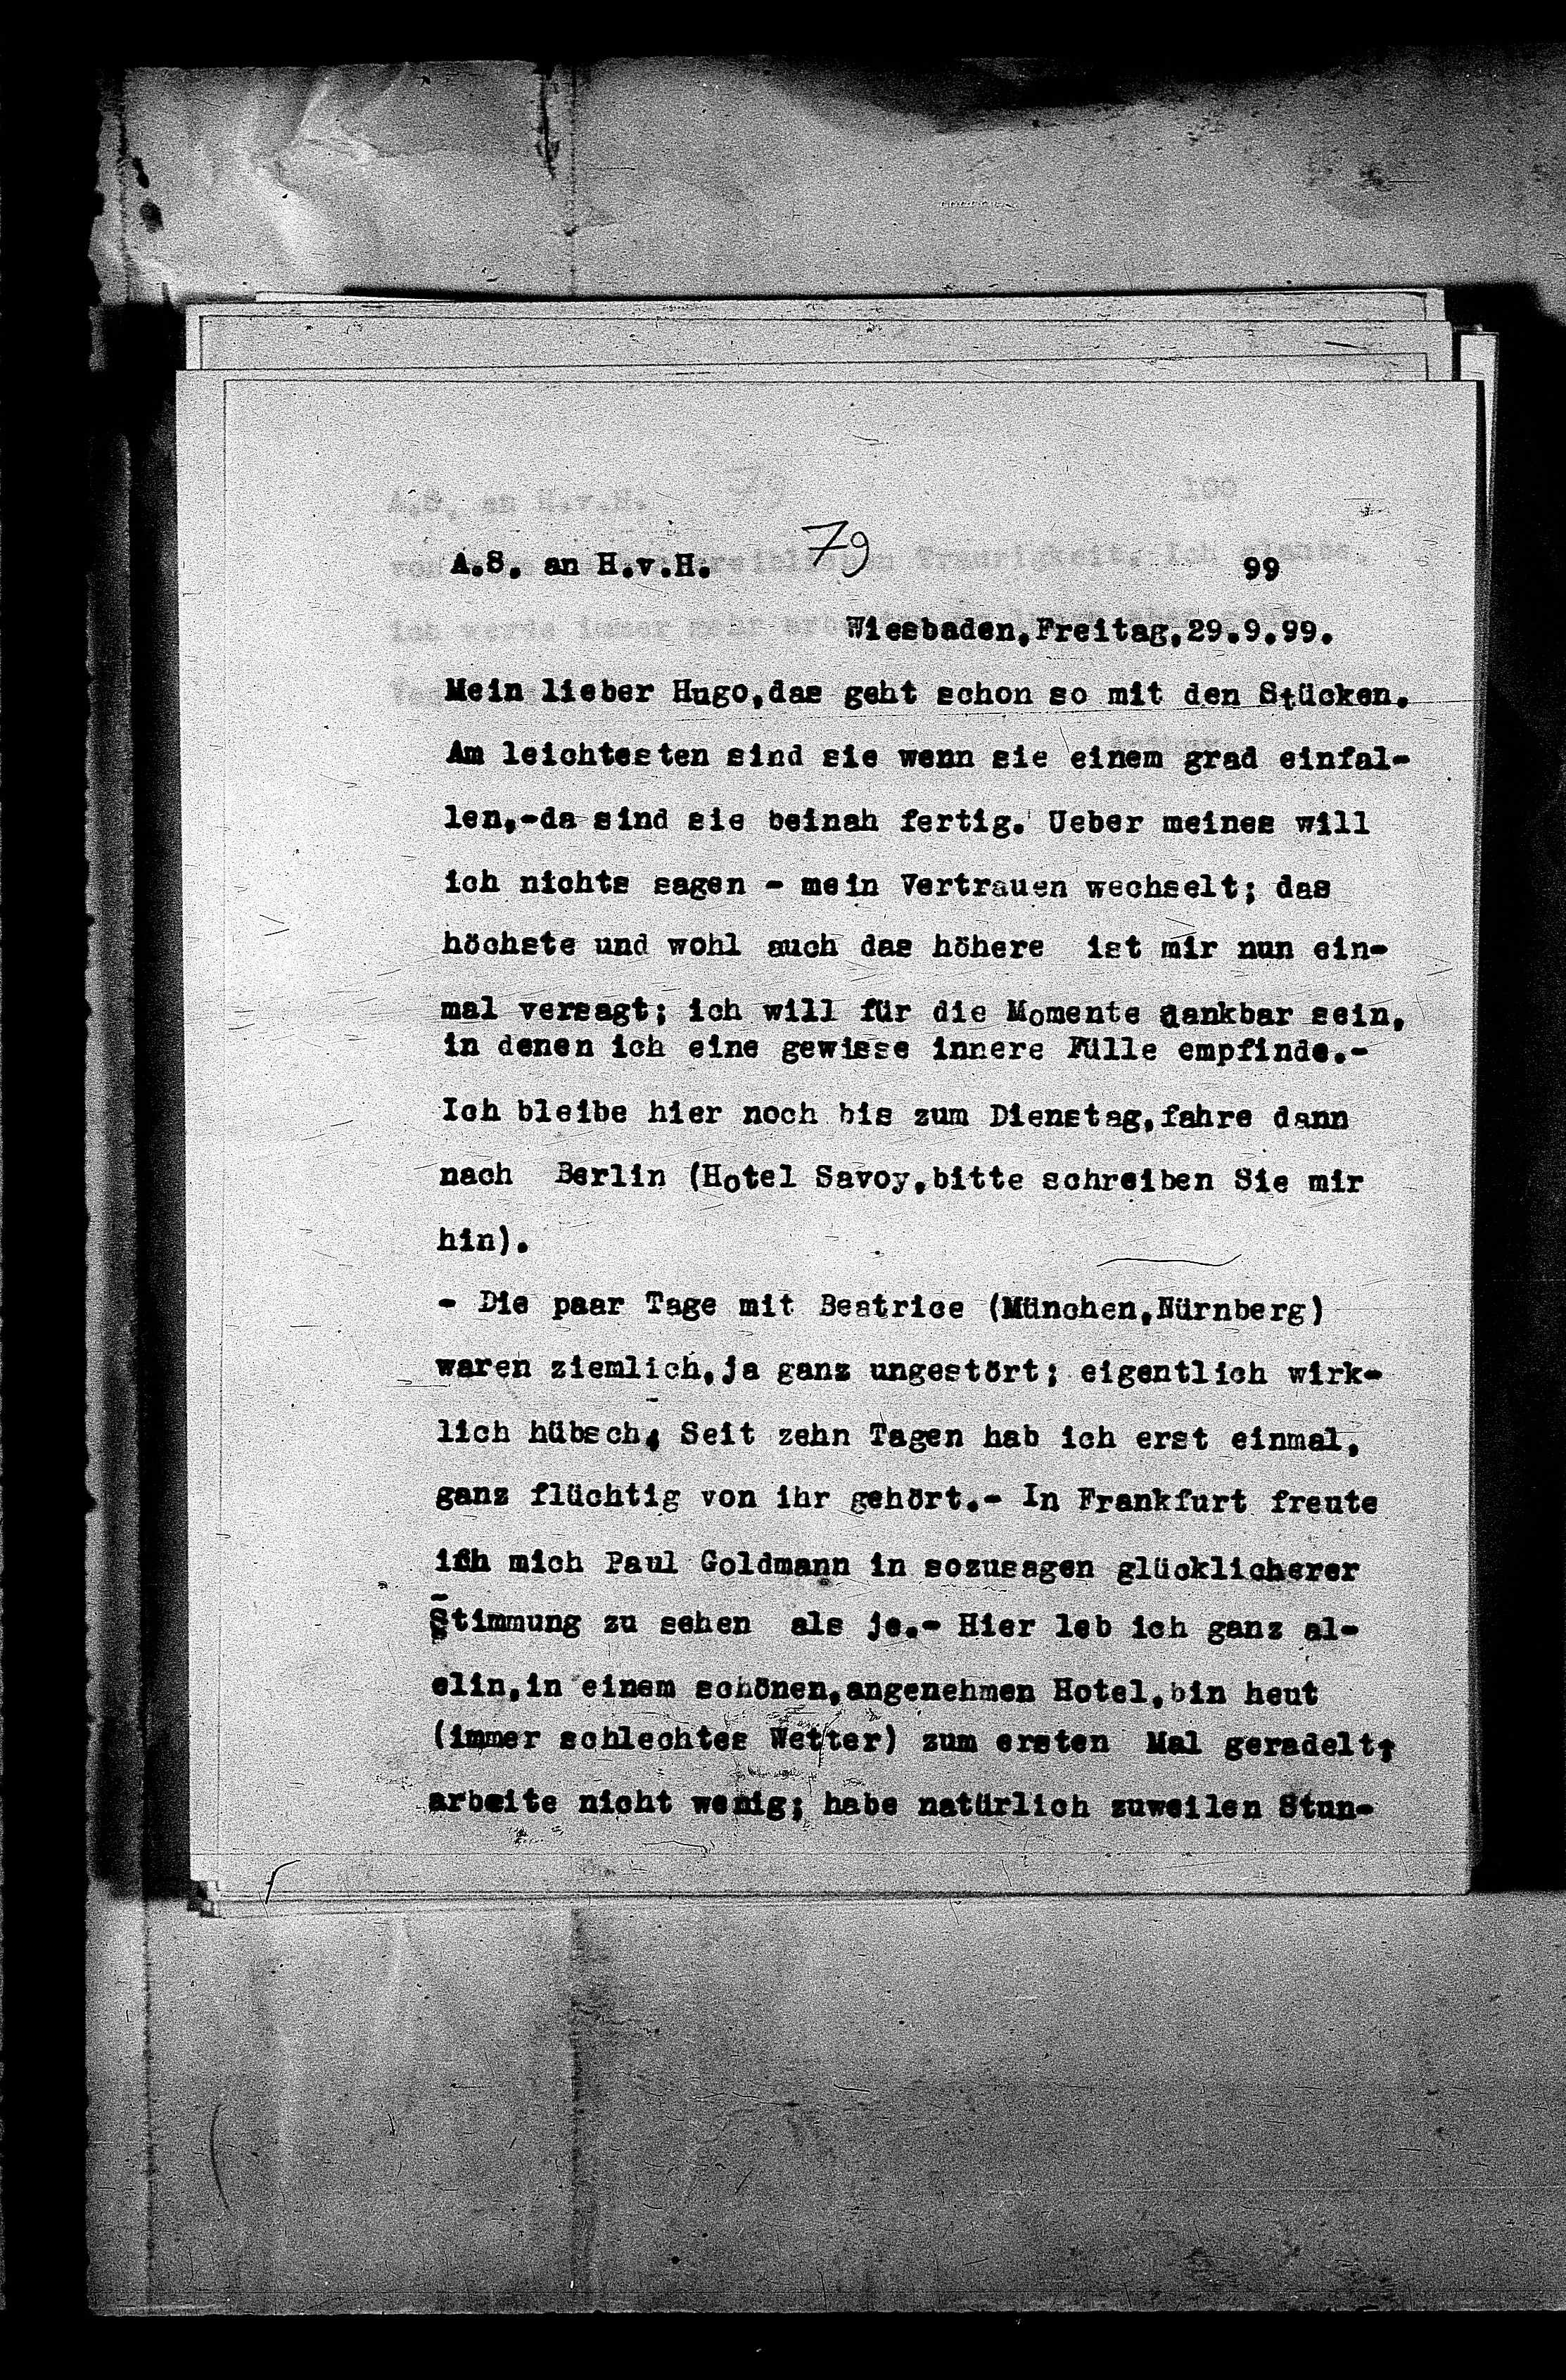 A.S. an H.v.H. 79 99
Wiesbaden,Freitag,29.9.99.
Mein lieber Hugo,das geht schon so mit den Stücken.
Am leichtesten sind sie wenn sie einem grad einfal-
len,-da sind sie beinah fertig. Ueber meines will
ich nichts sagen - mein Vertrauen wechselt; das
höchste und wohl auch das höhere ist mir nun ein-
mal versagt; ich will für die Momente dankbar sein,
in denen ich eine gewisse innere Fülle empfinde.-
Ich bleibe hier noch bis zum Dienstag,fahre dann
nach Berlin (Hotel Savoy,bitte schreiben Sie mir
hin).
- Die paar Tage mit Beatrice (München,Nürnberg)
waren ziemlich,ja ganz ungestört; eigentlich wirk-
lich hübsch. Seit zehn Tagen hab ich erst einmal,
ganz flüchtig von ihr gehört.- In Frankfurt freute
ich mich Paul Goldmann in sozusagen glücklicherer
Stimmung zu sehen als je.- Hier leb ich ganz al-
elin,in einem schönen,angenehmen Hotel,bin heut
(immer schlechtes Wetter) zum ersten Mal geradelt;
arbeite nicht wenig; habe natürlich zuweilen Stun-